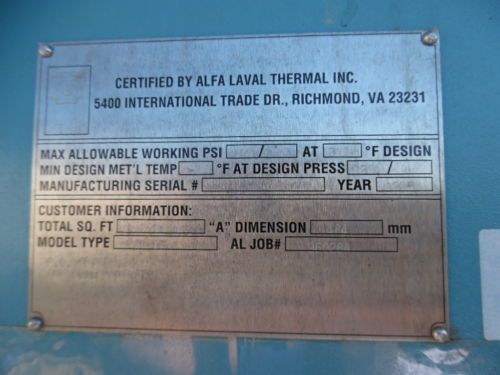 CERTIFIED BY ALFA LAVAL THERMAL INC.
5400 INTERNATIONAL TRADE DR., RICHMOND, VA 23231
MAX ALLOWABLE WORKING PSI / AT °F DESIGN
MIN DESIGN MET'L TEMP °F AT DESIGN PRESS /
MANUFACTURING SERIAL # YEAR
CUSTOMER INFORMATION:
TOTAL SQ. FT "A" DIMENSION mm
MODEL TYPE AL JOB#